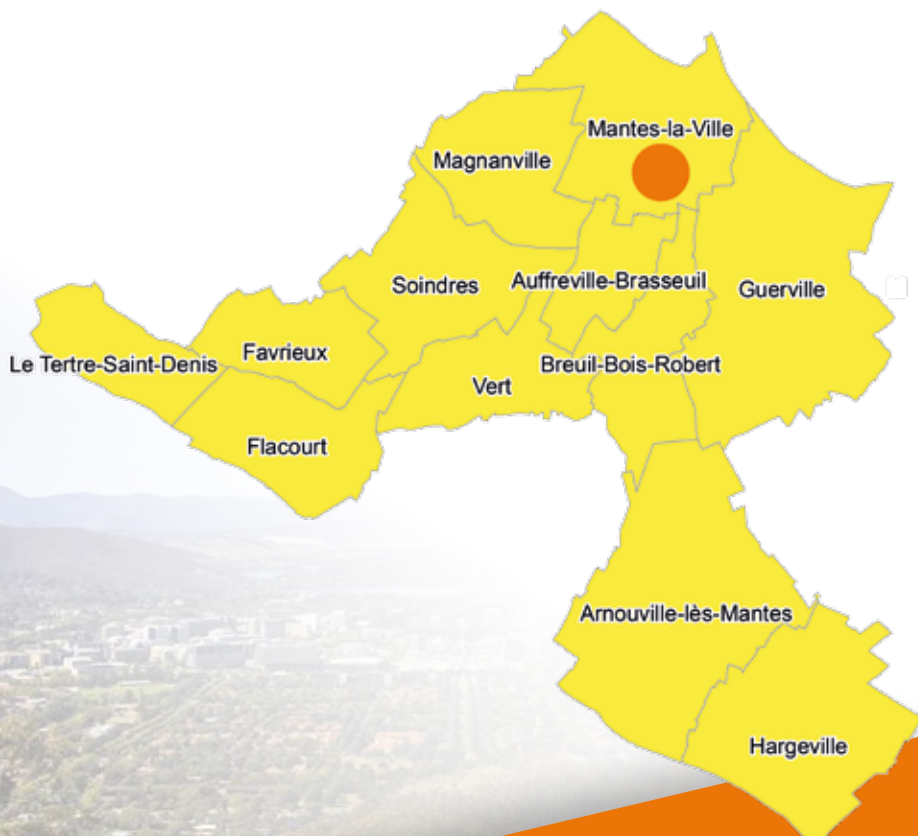 Mantes-la-Ville
Magnanville
Soindres
Auffreville-Brasseuil
Guerville
Favrieux
Le Tertre-Saint-Denis
Breuil-Bois-Robert
Vert
Flacourt
Arnouville-lès-Mantes
Hargeville